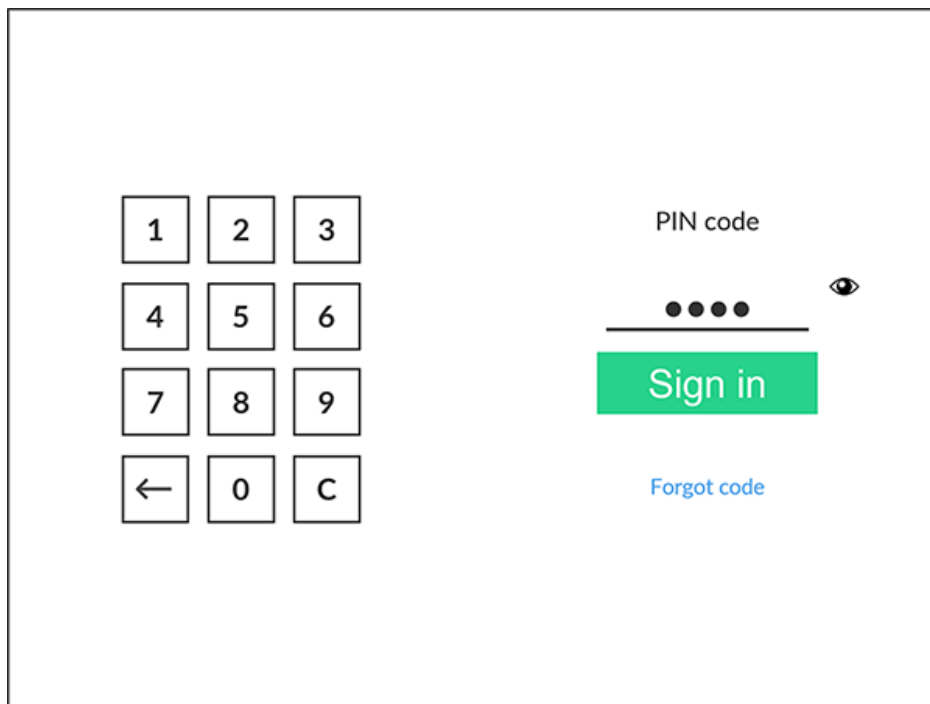 1 2 3
4 5 6
7 8 9
← 0 C
PIN code
••••
Sign in
Forgot code